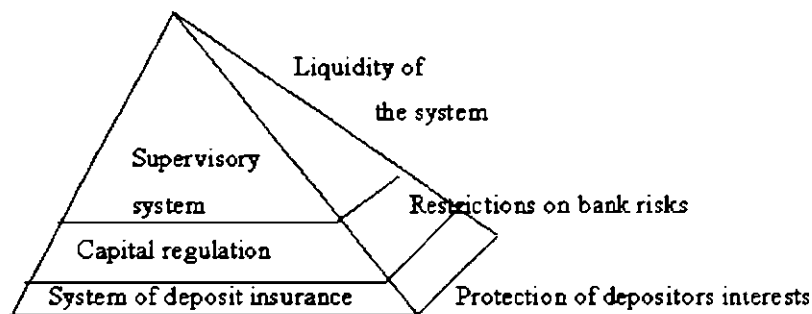 Liquidity of
the system
Supervisory
system
Restrictions on bank risks
Capital regulation
System of deposit insurance
Protection of depositors interests